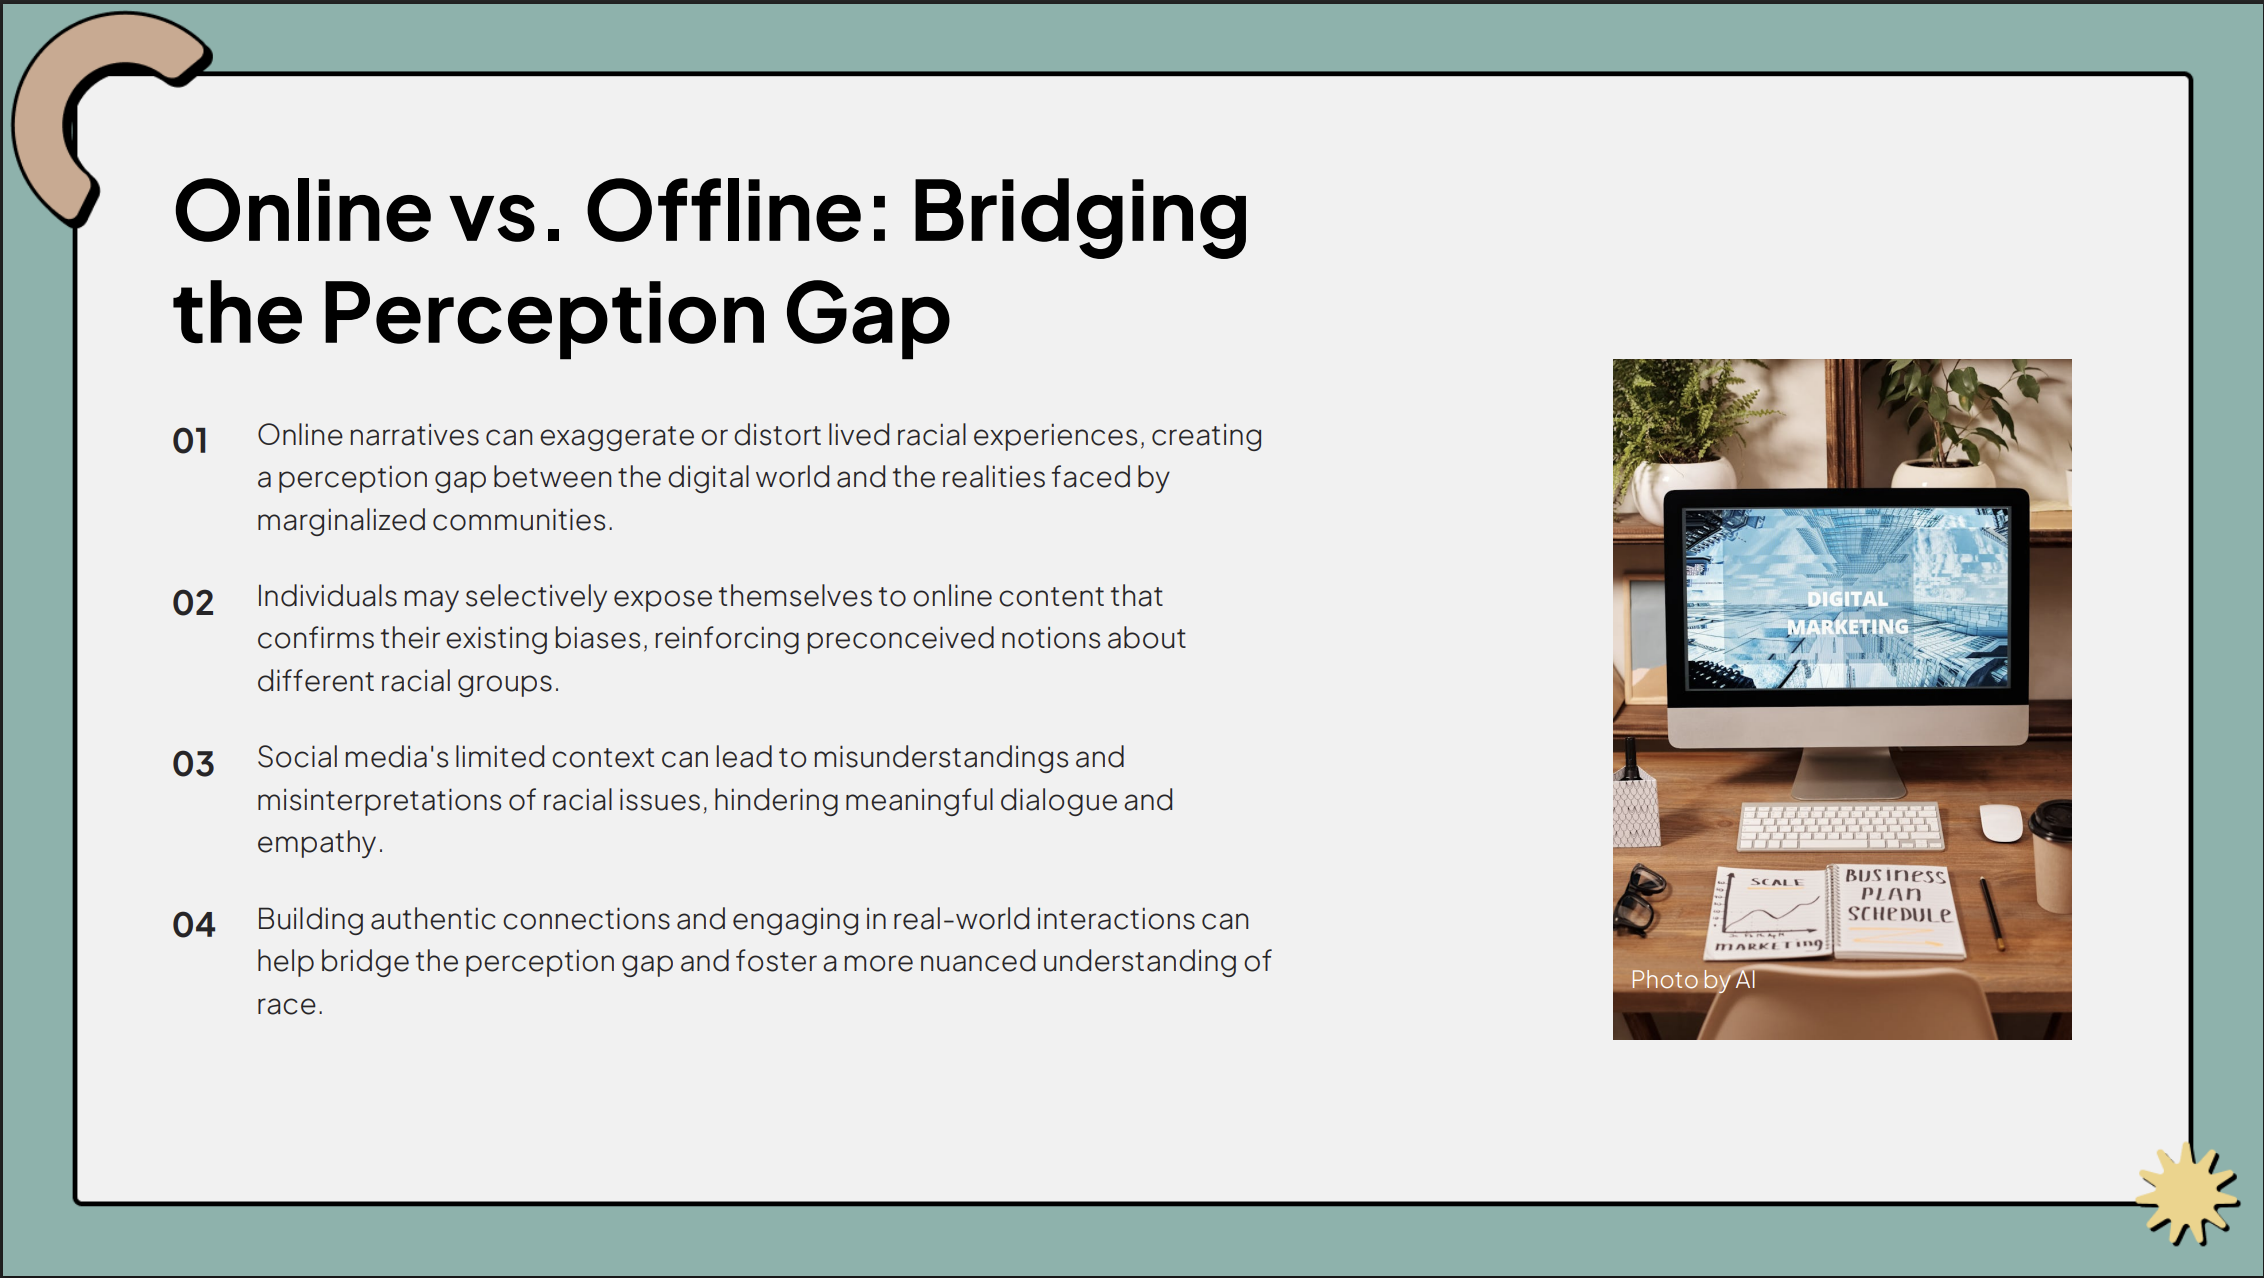 Online vs. Offline: Bridging
the Perception Gap
01 Online narratives can exaggerate or distort lived racial experiences, creating
a perception gap between the digital world and the realities faced by
marginalized communities.
02 Individuals may selectively expose themselves to online content that
confirms their existing biases, reinforcing preconceived notions about
different racial groups.
03 Social media's limited context can lead to misunderstandings and
misinterpretations of racial issues, hindering meaningful dialogue and
empathy.
04 Building authentic connections and engaging in real-world interactions can
help bridge the perception gap and foster a more nuanced understanding of
race.
DIGITAL
MARKETING
SCALE
MARKETING
BUSINESS
PLAN
SCHEDULE
Photo by AI